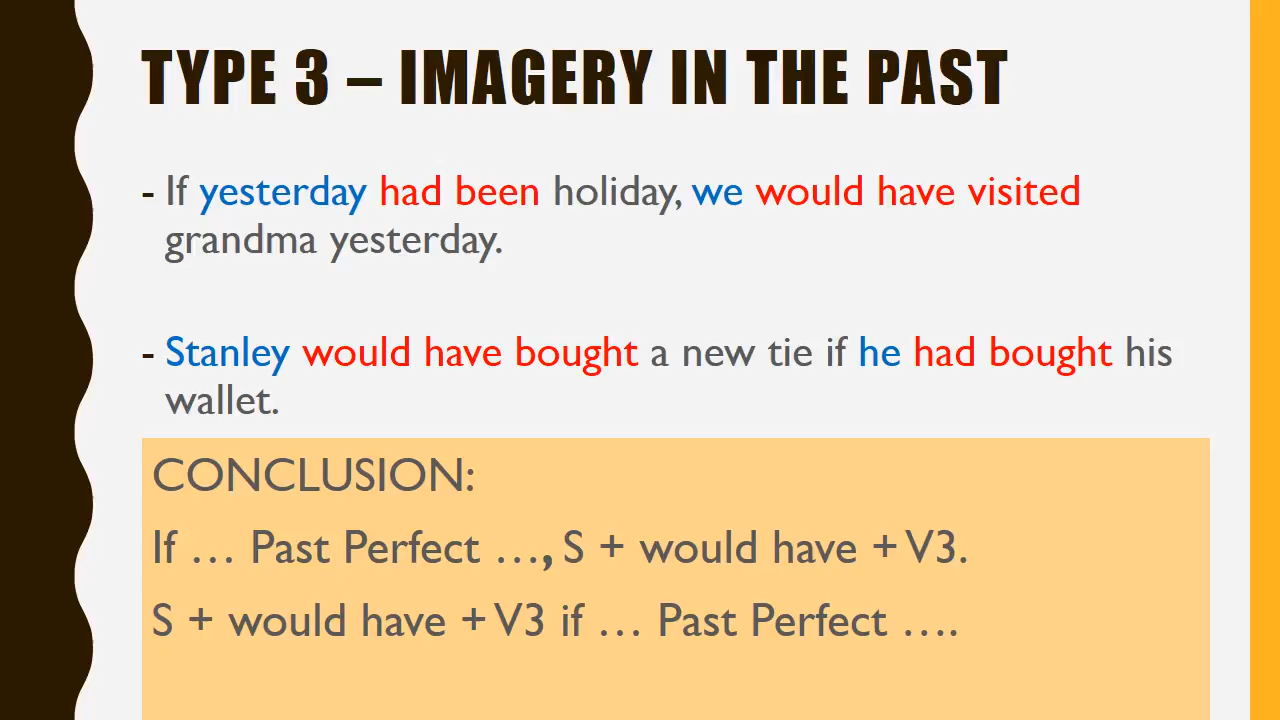 TYPE 3 – IMAGERY IN THE PAST
- If yesterday had been holiday, we would have visited
grandma yesterday.
- Stanley would have bought a new tie if he had bought his
wallet.
CONCLUSION:
If … Past Perfect …, S + would have + V3.
S + would have + V3 if … Past Perfect ….